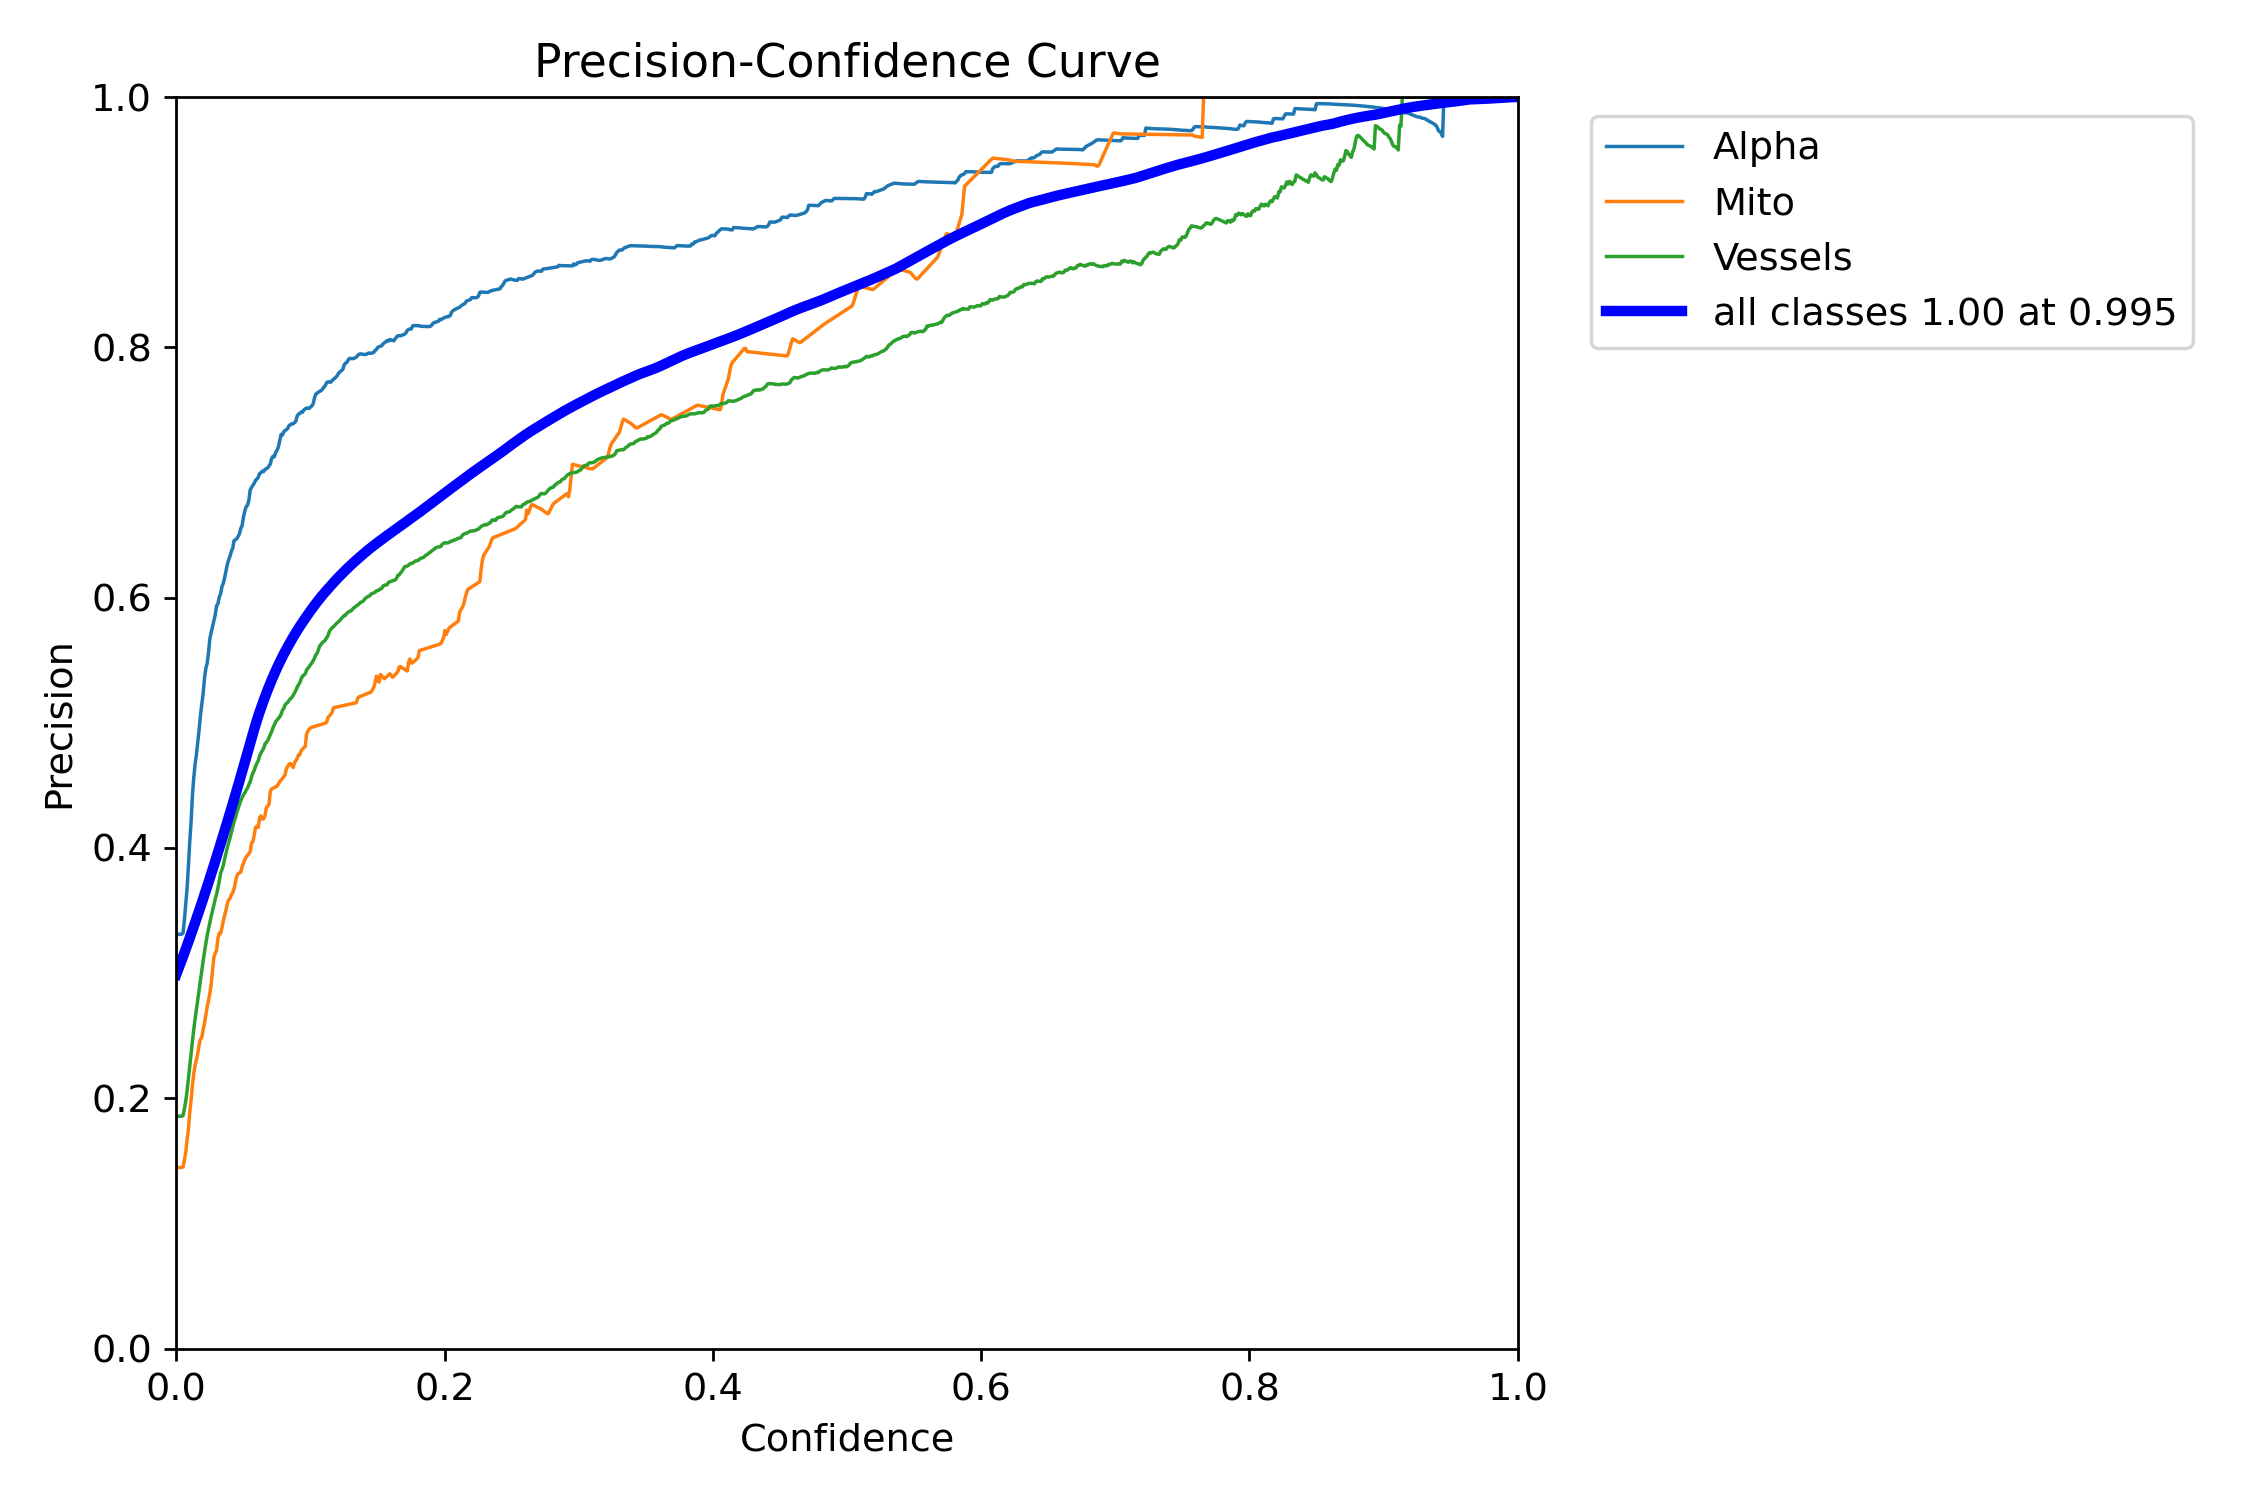 Precision-Confidence Curve
1.0
0.8
0.6
0.4
0.2
0.0
Precision
0.0 0.2 0.4 0.6 0.8 1.0
Confidence
Alpha
Mito
Vessels
all classes 1.00 at 0.995